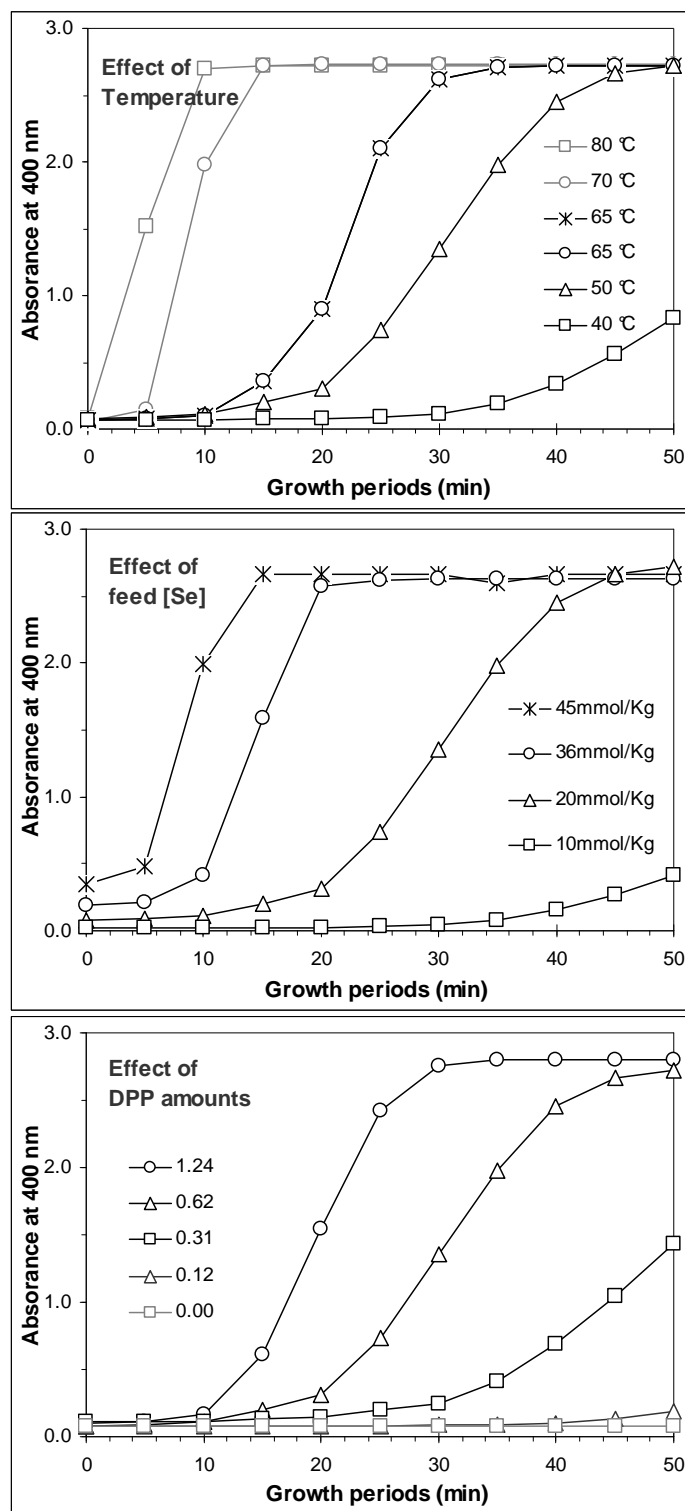 3.0
Effect of
Temperature
2.0
1.0
0.0
Absorance at 400 nm
80 °C
70 °C
65 °C
65 °C
50 °C
40 °C
0 10 20 30 40 50
Growth periods (min)
3.0
Effect of
feed [Se]
2.0
1.0
0.0
Absorance at 400 nm
45mmol/Kg
36mmol/Kg
20mmol/Kg
10mmol/Kg
0 10 20 30 40 50
Growth periods (min)
3.0
Effect of
DPP amounts
2.0
1.0
0.0
Absorance at 400 nm
1.24
0.62
0.31
0.12
0.00
0 10 20 30 40 50
Growth periods (min)